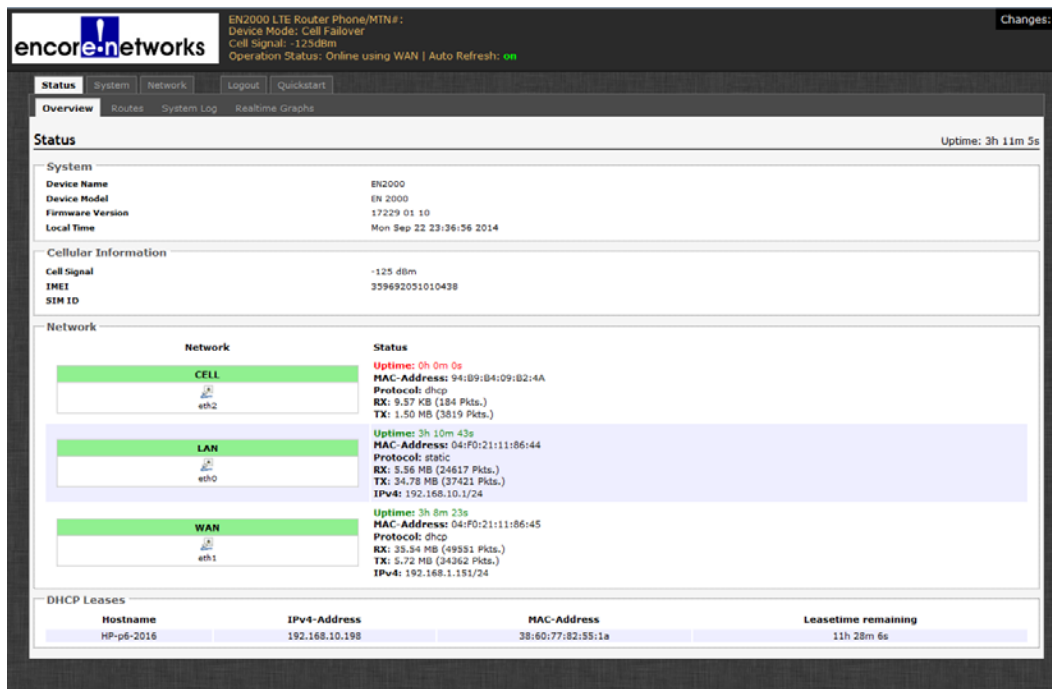 encore!networks
EN2000 LTE Router Phone/MTN#:
Device Mode: Cell Failover
Cell Signal: -125dBm
Operation Status: Online using WAN | Auto Refresh: on
Changes:
Status System Network Logout Quickstart
Overview Routes System Log Realtime Graphs
Status Uptime: 3h 11m 5s
System
Device Name EN2000
Device Model EN 2000
Firmware Version 17229 01 10
Local Time Mon Sep 22 23:36:56 2014
Cellular Information
Cell Signal -125 dBm
IMEI 359692051010438
SIM ID
Network
Network Status
CELL
eth2
Uptime: 0h 0m 0s
MAC-Address: 94:B9:B4:09:B2:4A
Protocol: dhcp
RX: 9.57 KB (184 Pkts.)
TX: 1.50 MB (3819 Pkts.)
LAN
eth0
Uptime: 3h 10m 43s
MAC-Address: 04:F0:21:11:86:44
Protocol: static
RX: 5.56 MB (24617 Pkts.)
TX: 34.78 MB (37421 Pkts.)
IPv4: 192.168.10.1/24
WAN
eth1
Uptime: 3h 8m 23s
MAC-Address: 04:F0:21:11:86:45
Protocol: dhcp
RX: 35.54 MB (49551 Pkts.)
TX: 5.72 MB (34362 Pkts.)
IPv4: 192.168.1.151/24
DHCP Leases
Hostname IPv4-Address MAC-Address Leasetime remaining
HP-p6-2016 192.168.10.198 38:60:77:82:55:1a 11h 28m 6s